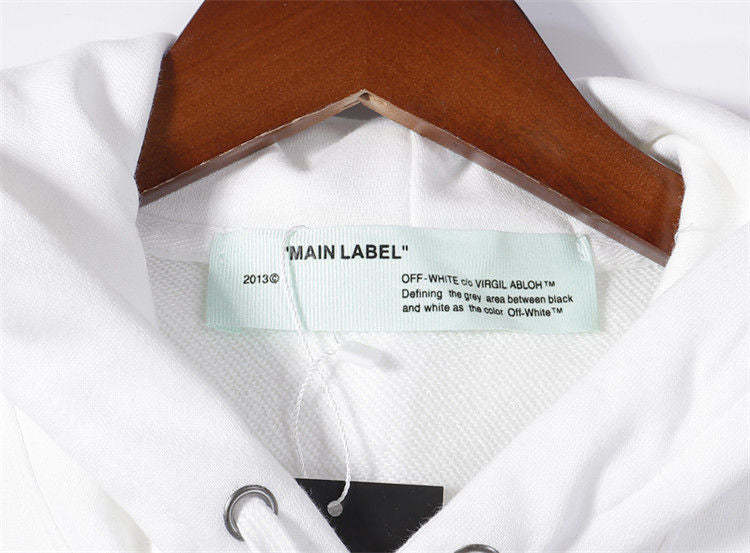 "MAIN LABEL"
2013©
OFF-WHITE c/o VIRGIL ABLOH™
Defining the grey area between black
and white as the color Off-White™